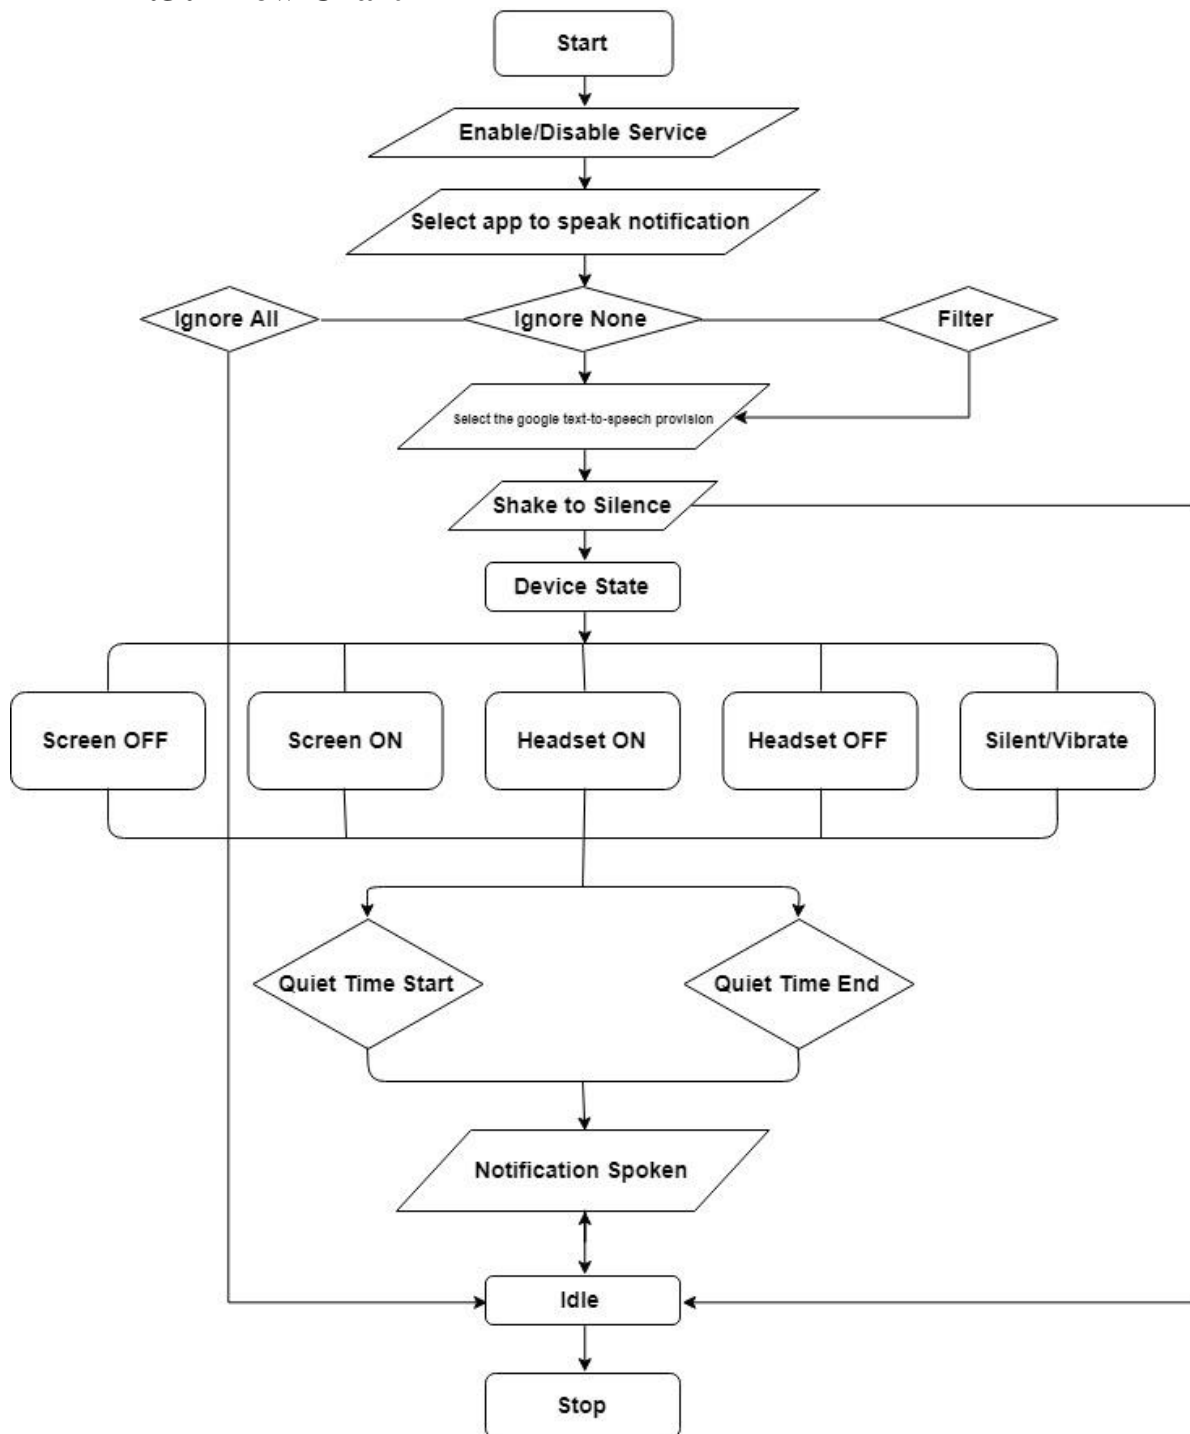 Start
Enable/Disable Service
Select app to speak notification
Ignore All
Ignore None
Filter
Select the google text-to-speech provision
Shake to Silence
Device State
Screen OFF
Screen ON
Headset ON
Headset OFF
Silent/Vibrate
Quiet Time Start
Quiet Time End
Notification Spoken
Idle
Stop